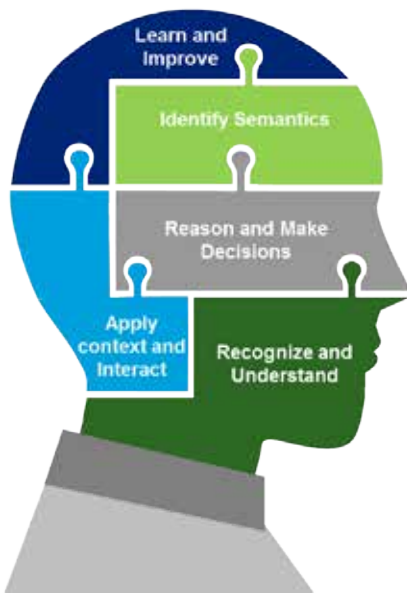 Learn and
Improve
Identify Semantics
Reason and Make
Decisions
Apply
context and
Interact
Recognize and
Understand